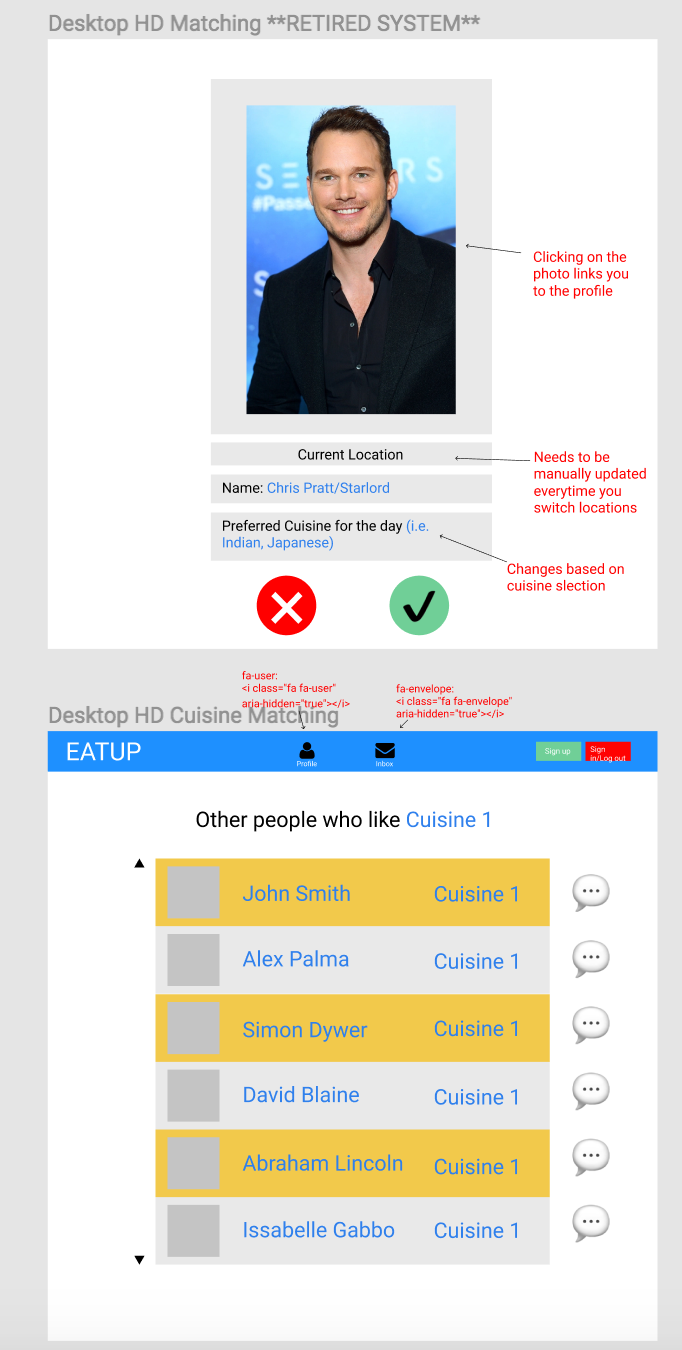 Desktop HD Matching **RETIRED SYSTEM**
SE RS
#Passe
SE
Clicking on the
photo links you
to the profile
Current Location
Needs to be
manually updated
everytime you
switch locations
Name: Chris Pratt/Starlord
Preferred Cuisine for the day (i.e.
Indian, Japanese)
Changes based on
cuisine slection
fa-user:
<i class="fa fa-user"
aria-hidden="true"></i>
fa-envelope:
<i class="fa fa-envelope"
aria-hidden="true"></i>
Desktop HD Cuisine Matching
EATUP
Profile
Inbox
Sign up
Sign
in/Log out
Other people who like Cuisine 1
John Smith Cuisine 1
Alex Palma Cuisine 1
Simon Dywer Cuisine 1
David Blaine Cuisine 1
Abraham Lincoln Cuisine 1
Issabelle Gabbo Cuisine 1